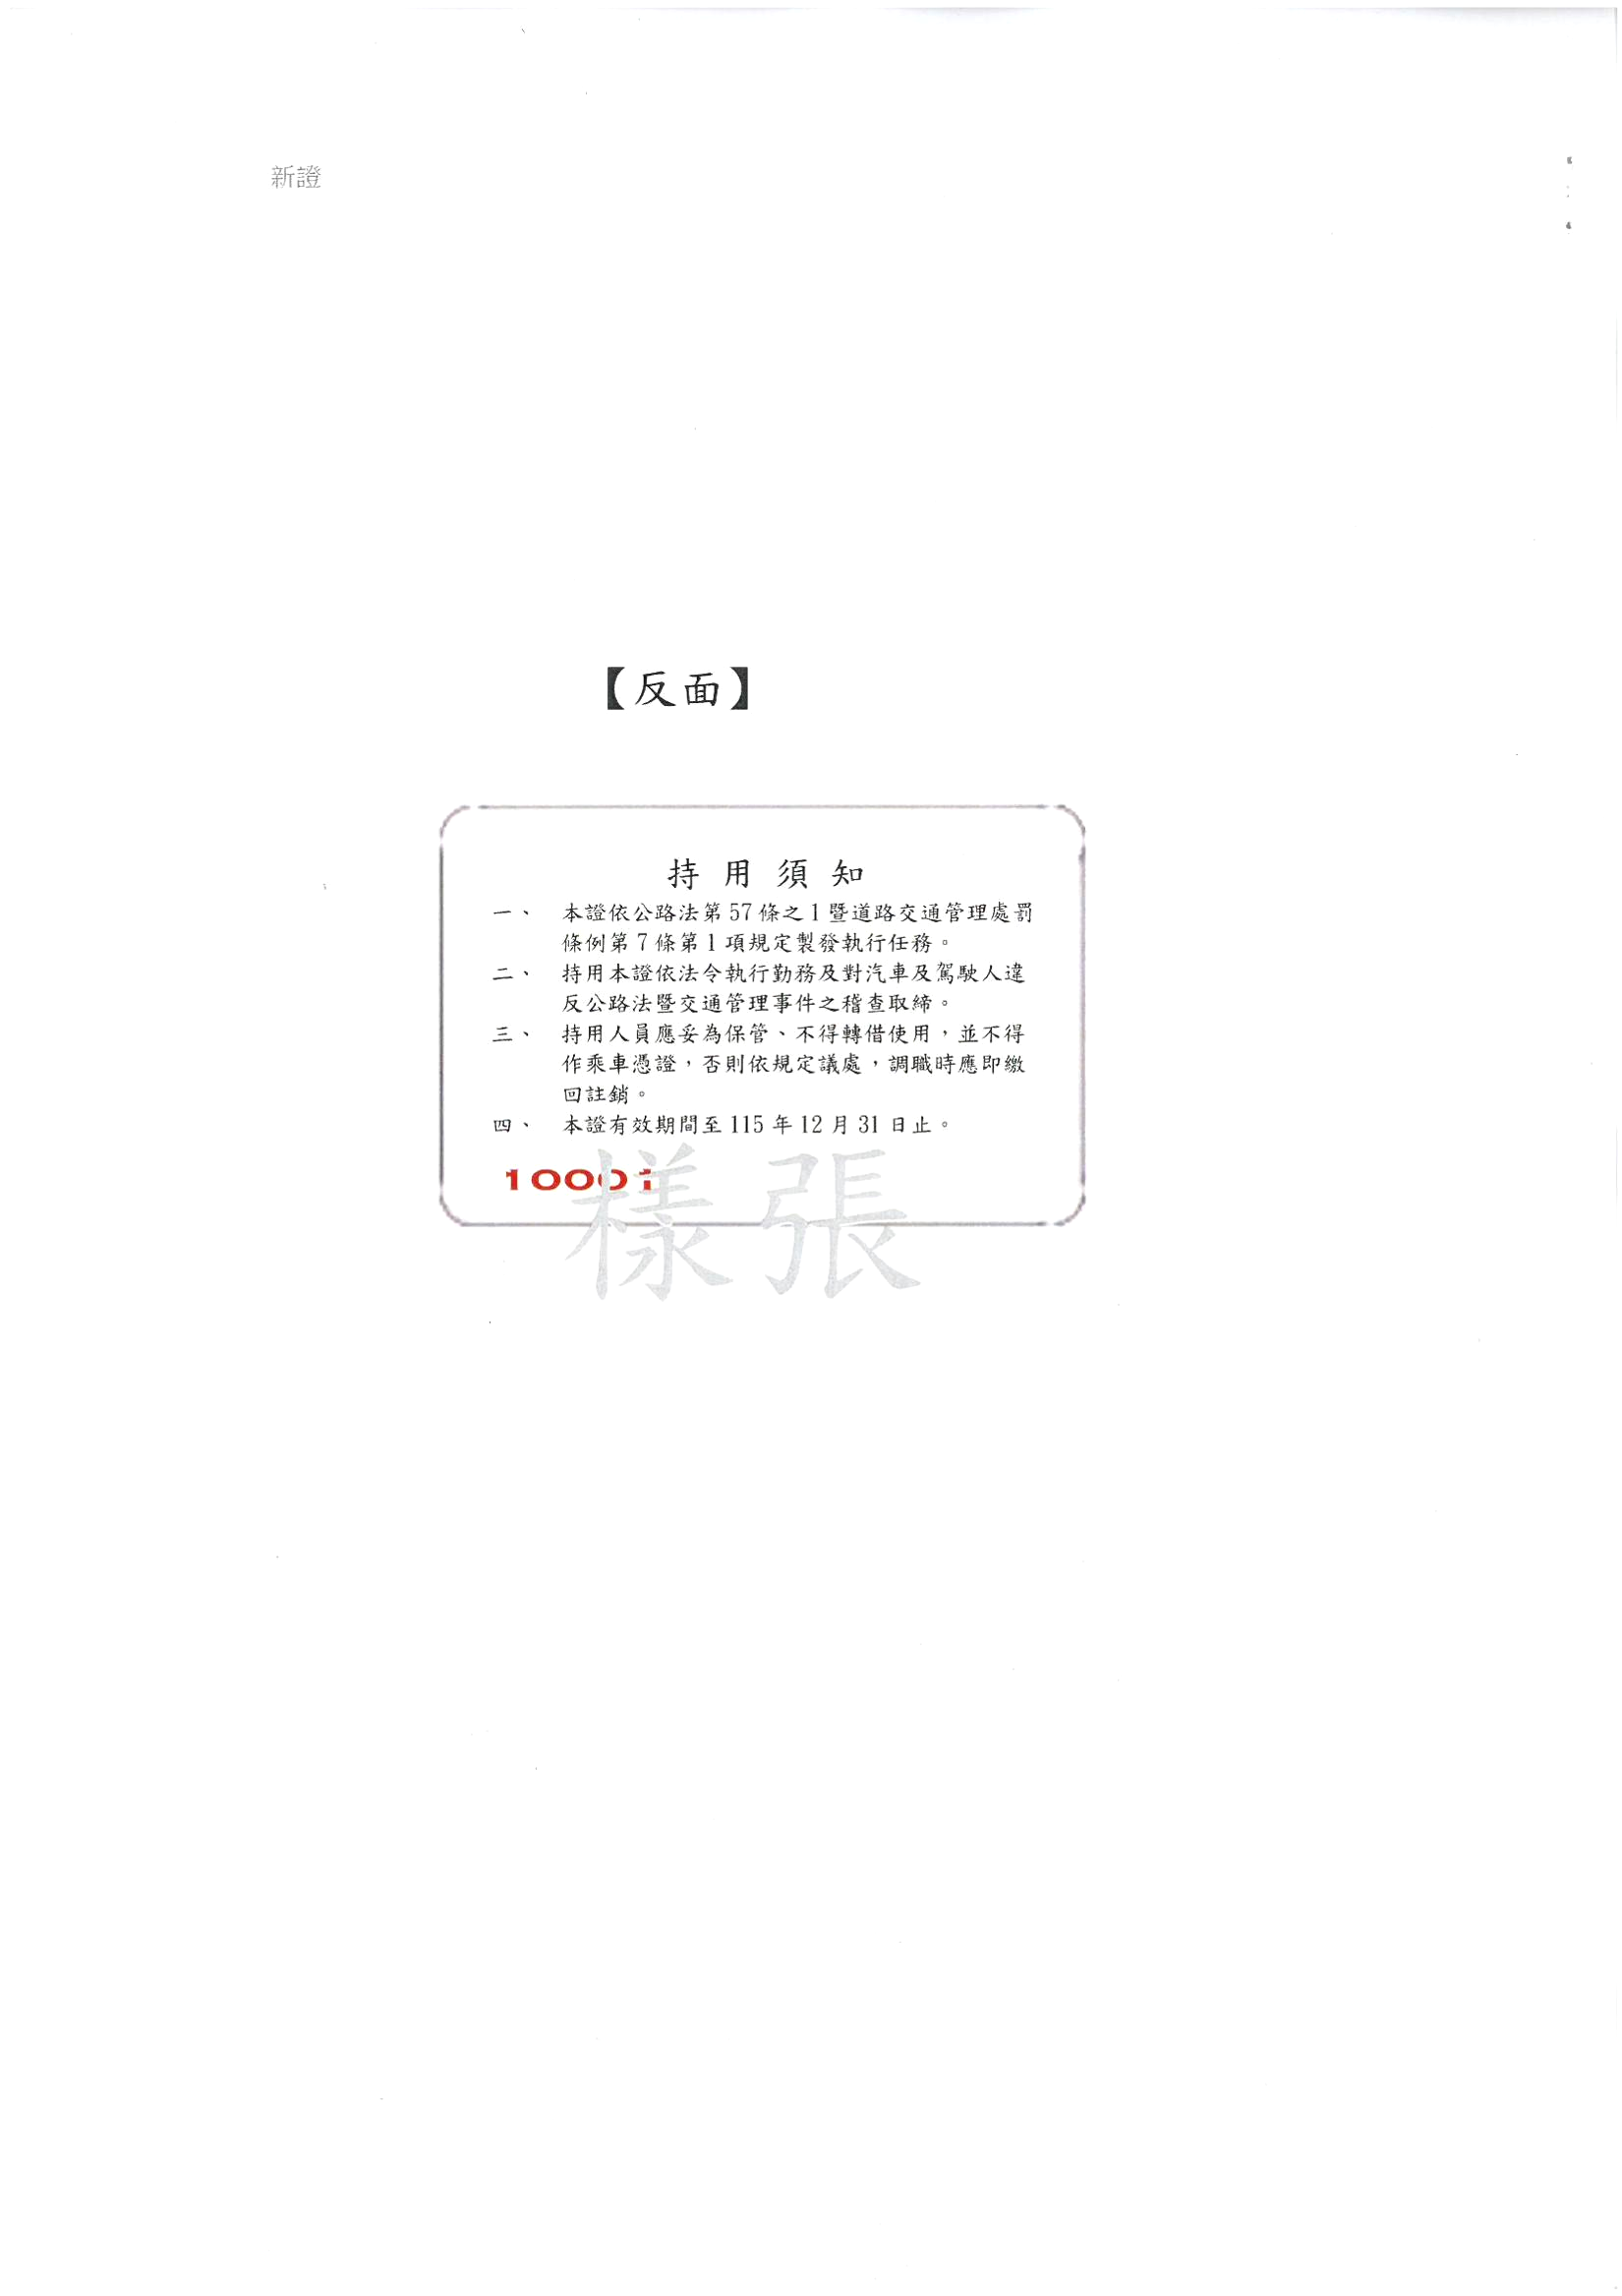 新證
【反面】
持用須知
一、 本證依公路法第57條之1暨道路交通管理處罰
條例第7條第1項規定製發執行任務。
二、 持用本證依法令執行勤務及對汽車及駕駛人違
反公路法暨交通管理事件之稽查取締。
三、 持用人員應妥為保管、不得轉借使用,並不得
作乘車憑證,否則依規定議處,調職時應即繳
回註銷。
四、 本證有效期間至115年12月31日止。
10001
樣張